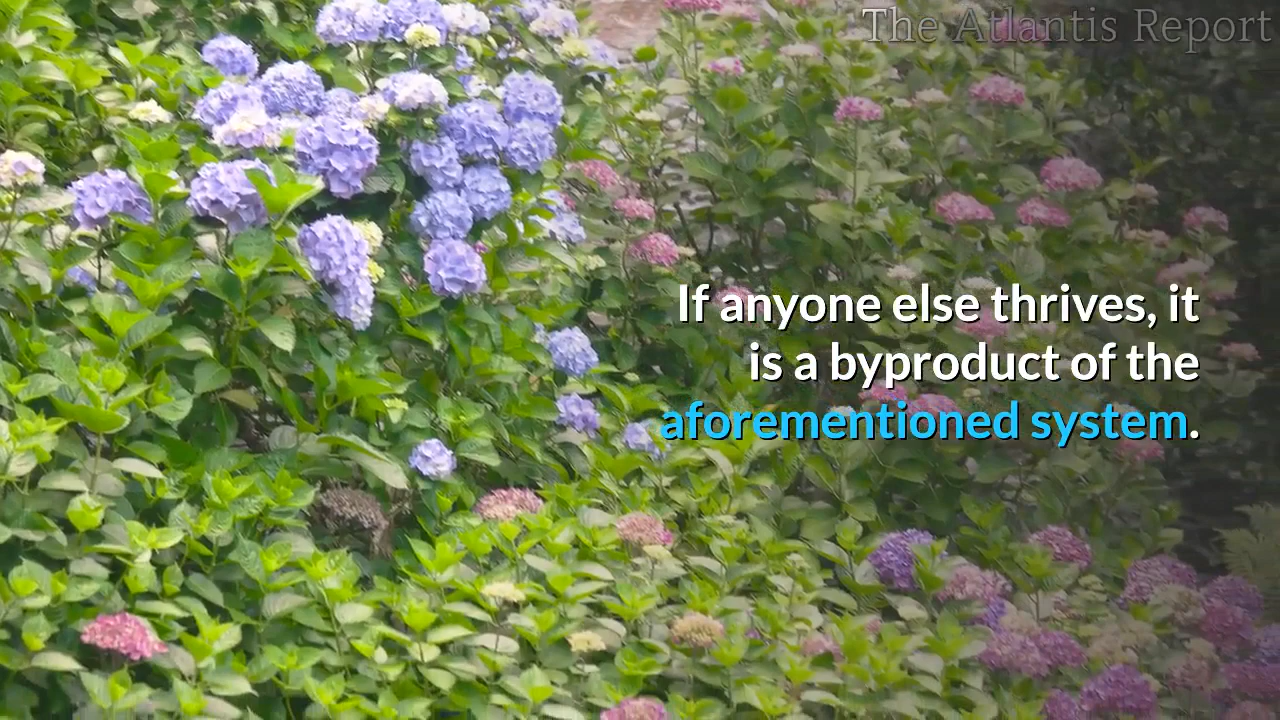 The Atlantis Report
If anyone else thrives, it
is a byproduct of the
aforementioned system.